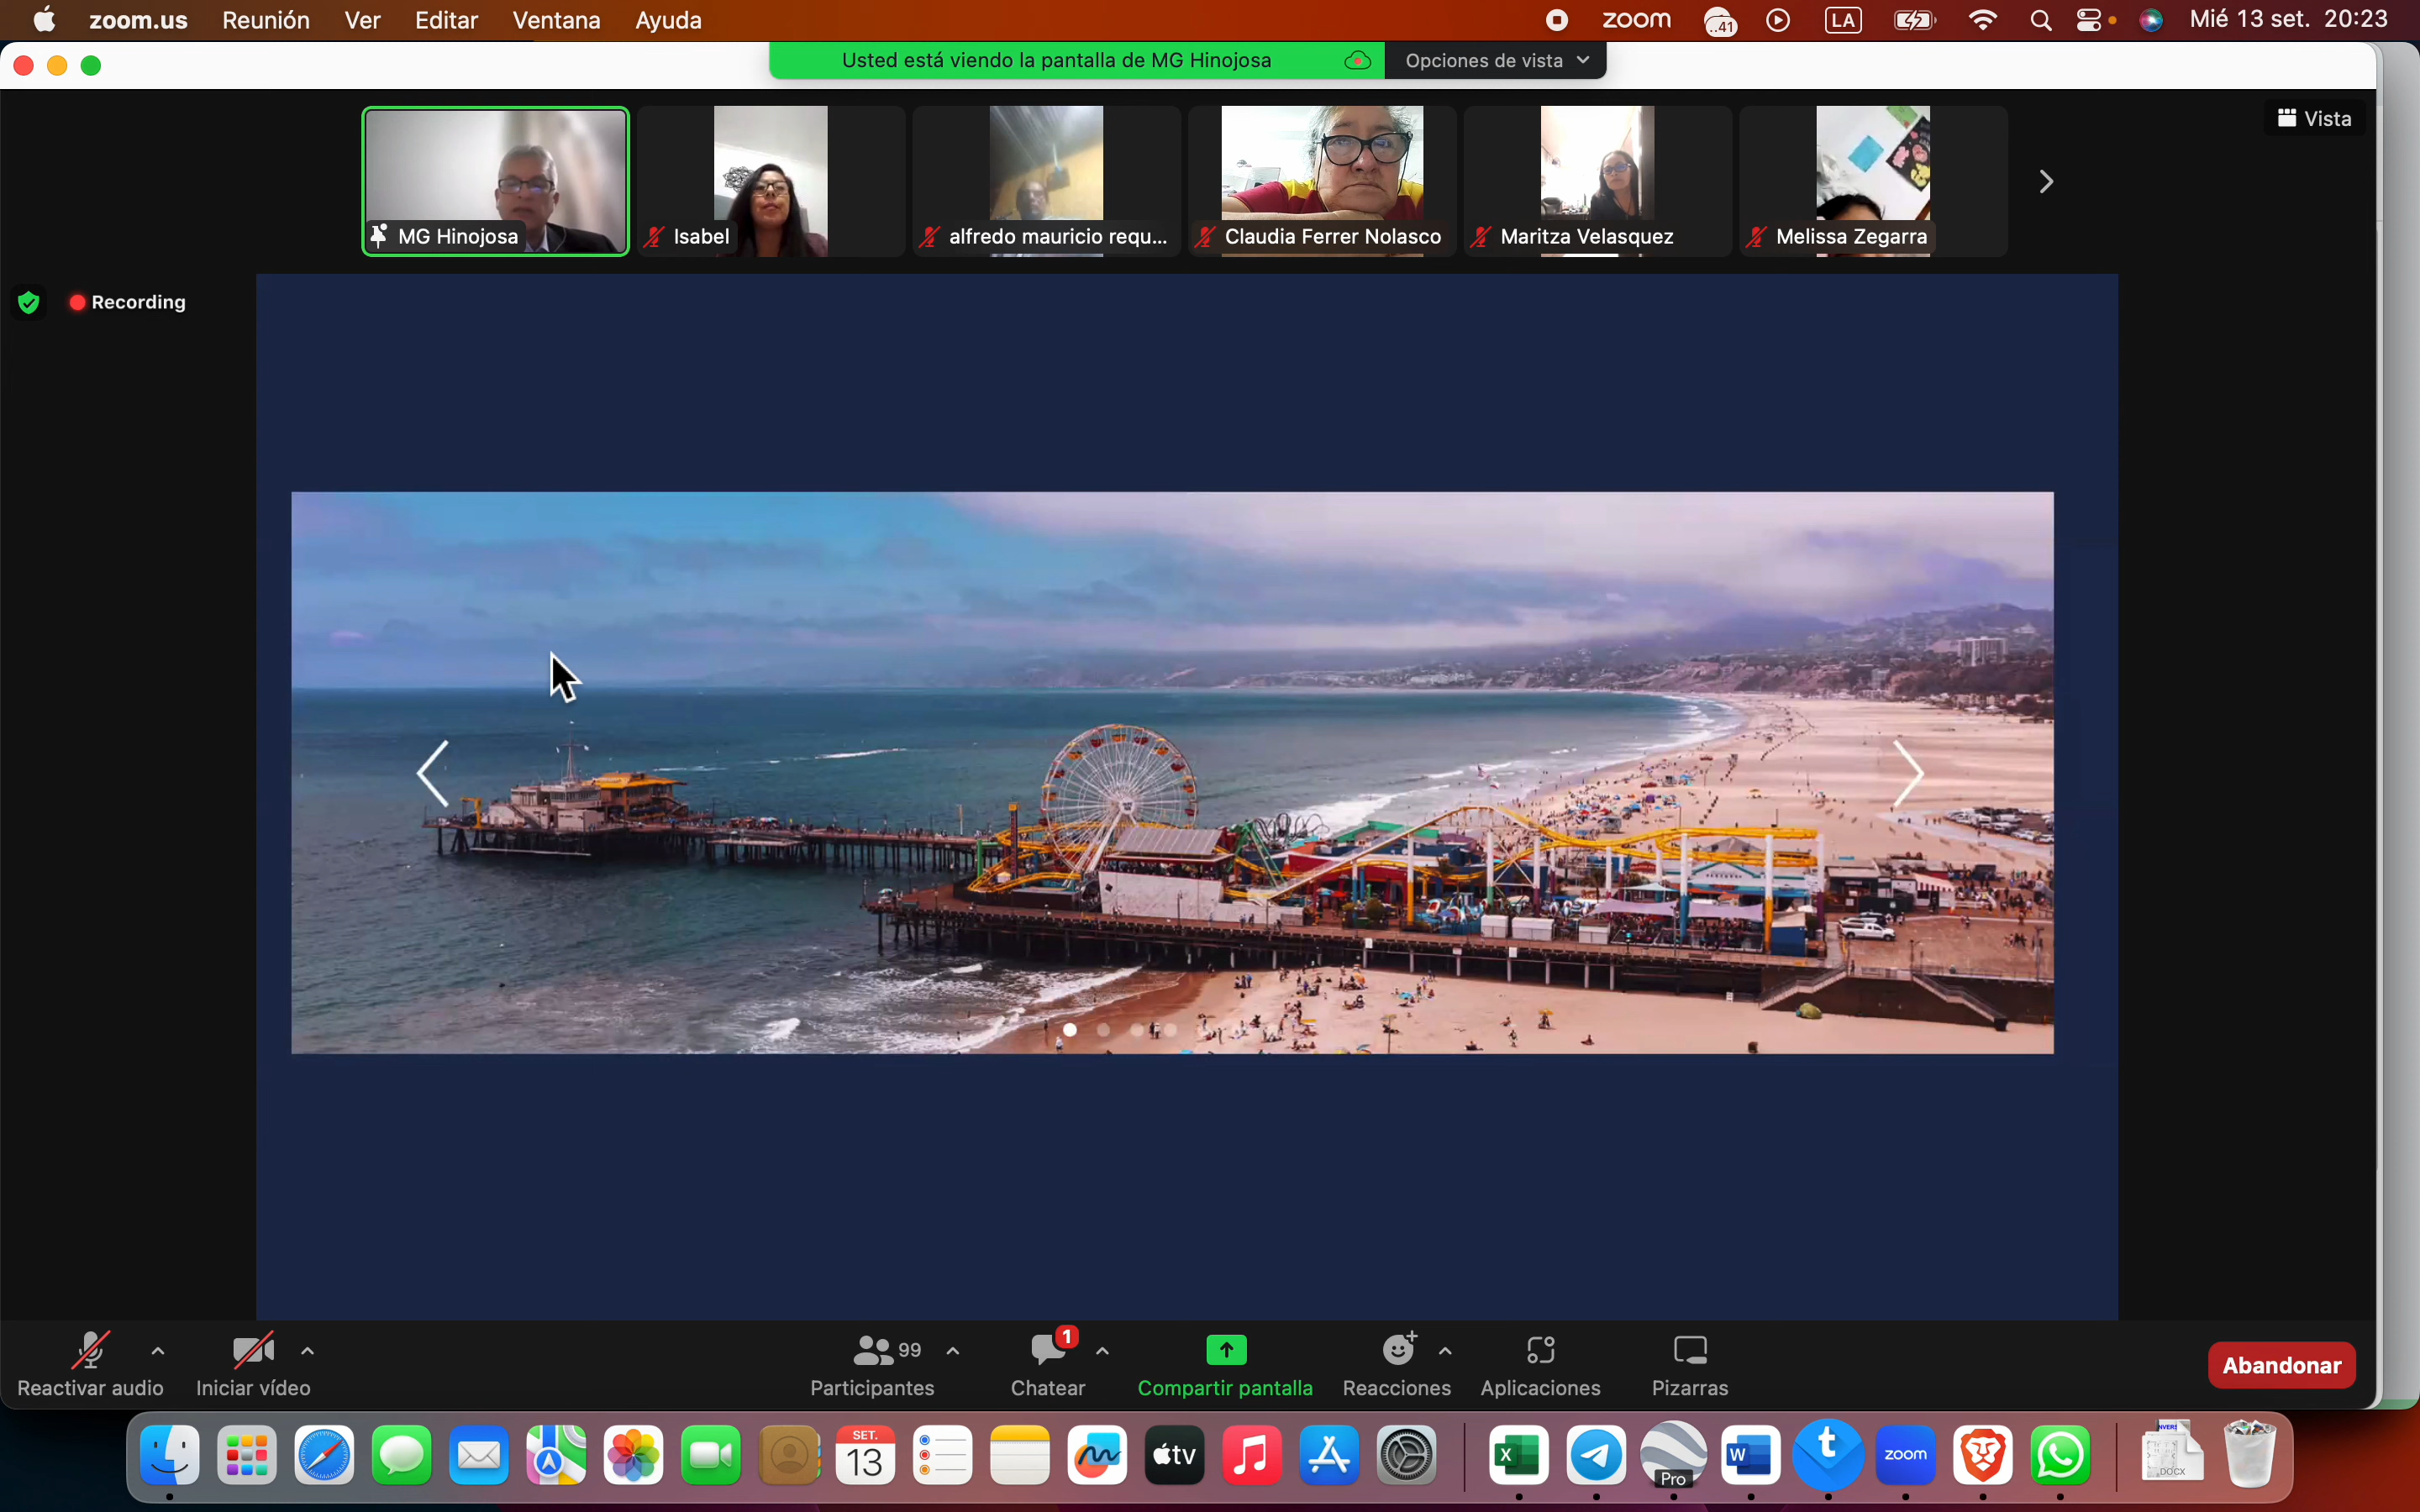 zoom.us Reunión Ver Editar Ventana Ayuda zoom ..41 LA Mié 13 set. 20:23
Usted está viendo la pantalla de MG Hinojosa Opciones de vista
Vista
MG Hinojosa Isabel alfredo mauricio requ... Claudia Ferrer Nolasco Maritza Velasquez Melissa Zegarra
Recording
99 1
Reactivar audio Iniciar vídeo Participantes Chatear Compartir pantalla Reacciones Aplicaciones Pizarras Abandonar
SET.
13 tv X Pro W t zoom DOCX